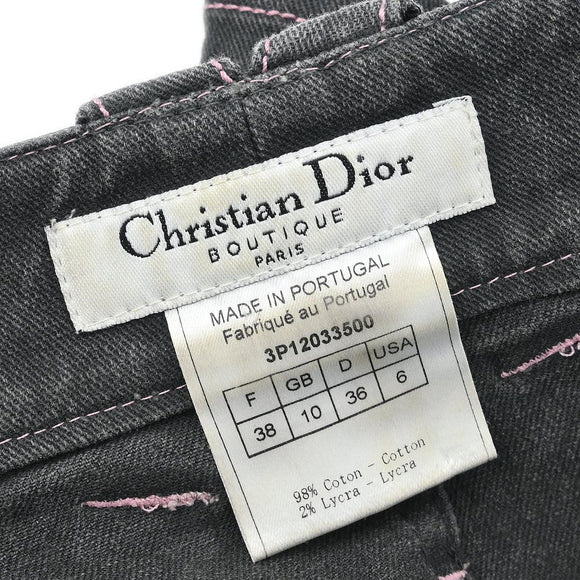 Christian Dior
BOUTIQUE
PARIS
MADE IN PORTUGAL
Fabriqué au Portugal
3P12033500
F GB D USA
38 10 36 6
98% Coton - Cotton
2% Lycra - Lycra